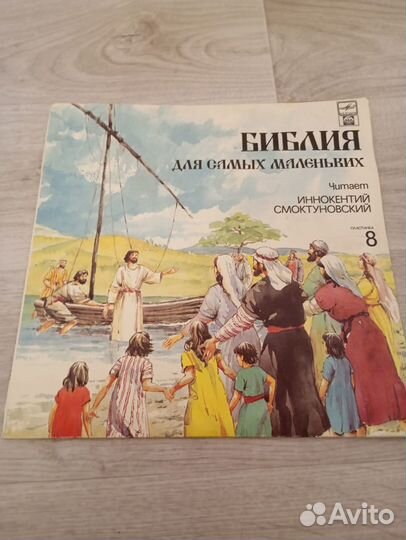 БИБЛИЯ
ДЛЯ САМЫХ МАЛЕНЬКИХ
Читает
ИННОКЕНТИЙ
СМОКТУНОВСКИЙ
ПЛАСТИНКА
8
Avito